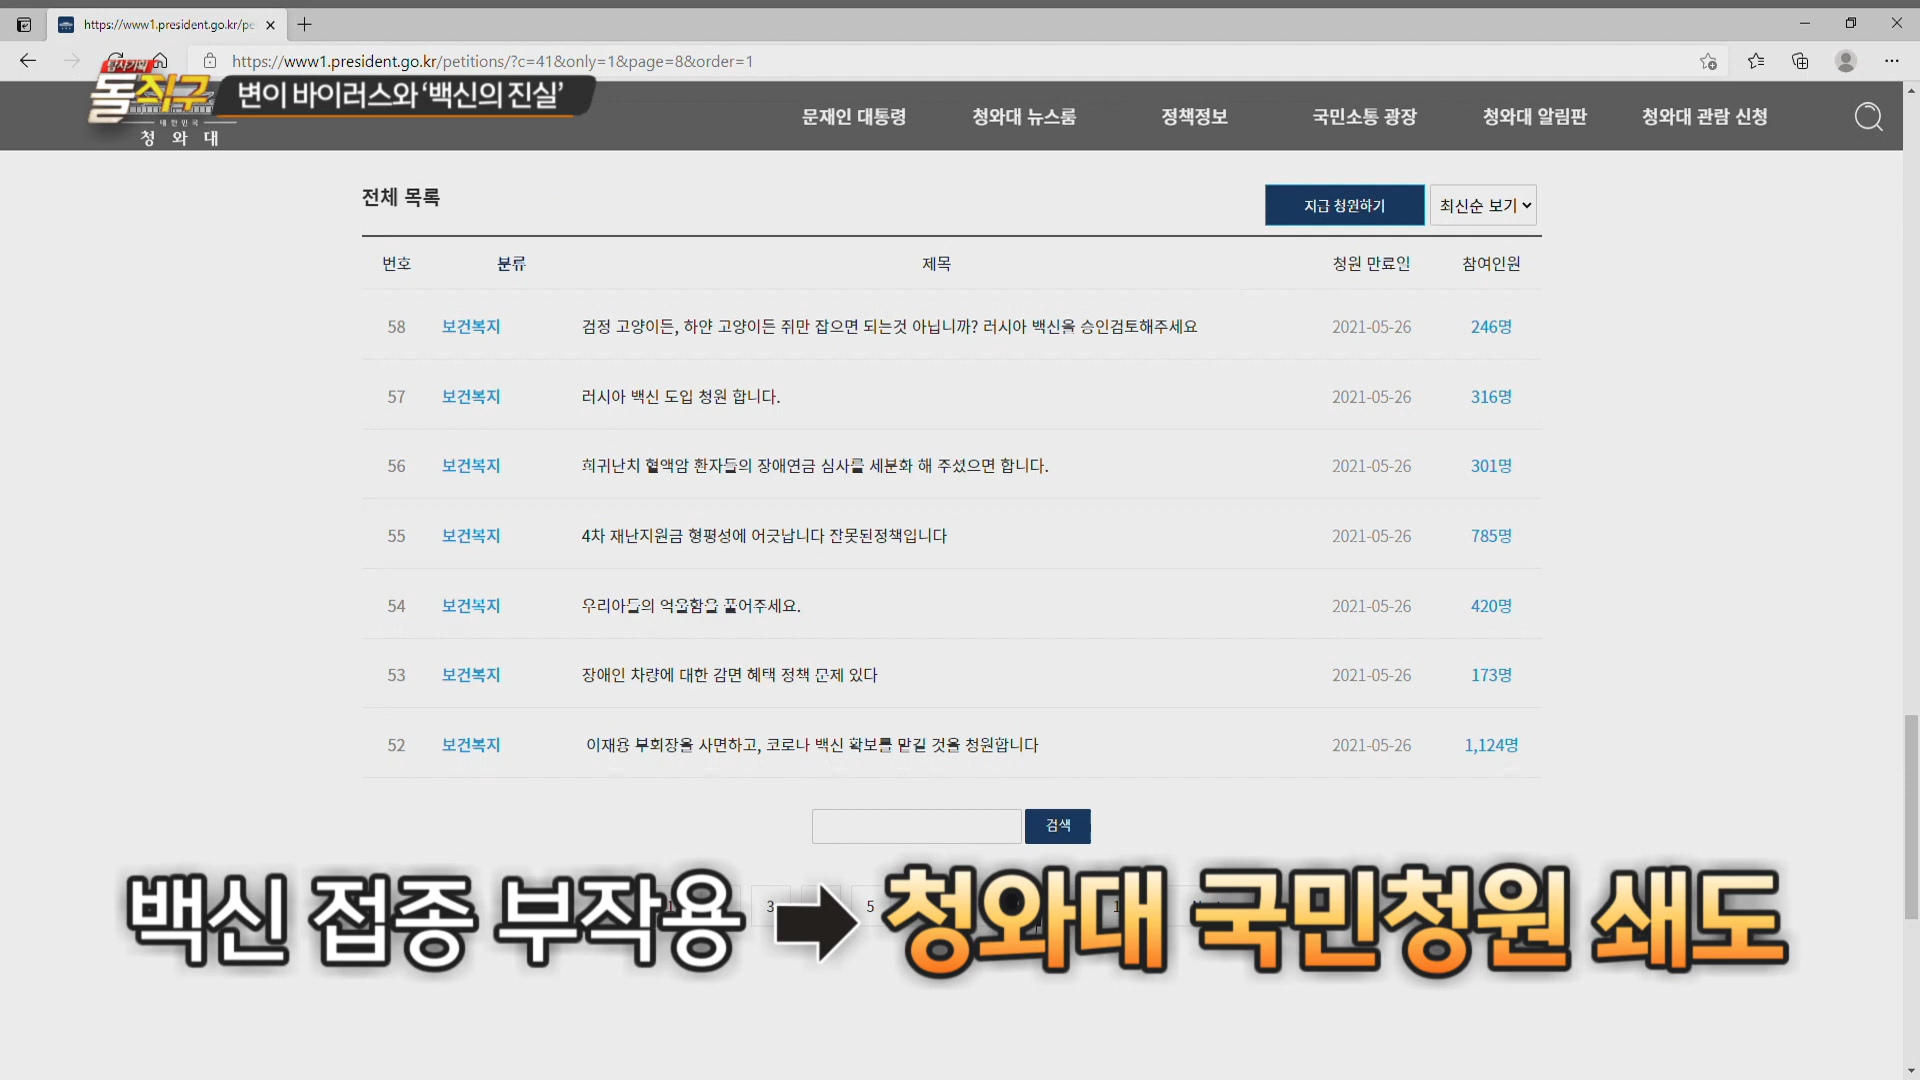 https://www1.president.go.kr/pe
https://www1.president.go.kr/petitions/?c=41&only=1&page=8&order=1
탐사기획
돌직구
변이 바이러스와 ‘백신의 진실’
대한민국
청와대
문재인 대통령
청와대 뉴스룸
정책정보
국민소통 광장
청와대 알림판
청와대 관람 신청
전체 목록
지금 청원하기
최신순 보기
번호 분류 제목 청원 만료일 참여인원
58 보건복지 검정 고양이든, 하얀 고양이든 쥐만 잡으면 되는것 아닙니까? 러시아 백신을 승인검토해주세요 2021-05-26 246명
57 보건복지 러시아 백신 도입 청원 합니다. 2021-05-26 316명
56 보건복지 희귀난치 혈액암 환자들의 장애연금 심사를 세분화 해 주셨으면 합니다. 2021-05-26 301명
55 보건복지 4차 재난지원금 형평성에 어긋납니다 잘못된정책입니다 2021-05-26 785명
54 보건복지 우리아들의 억울함을 풀어주세요. 2021-05-26 420명
53 보건복지 장애인 차량에 대한 감면 혜택 정책 문제 있다 2021-05-26 173명
52 보건복지 이재용 부회장을 사면하고, 코로나 백신 확보를 맡길 것을 청원합니다 2021-05-26 1,124명
검색
3 5
백신 접종 부작용 ➡ 청와대 국민청원 쇄도